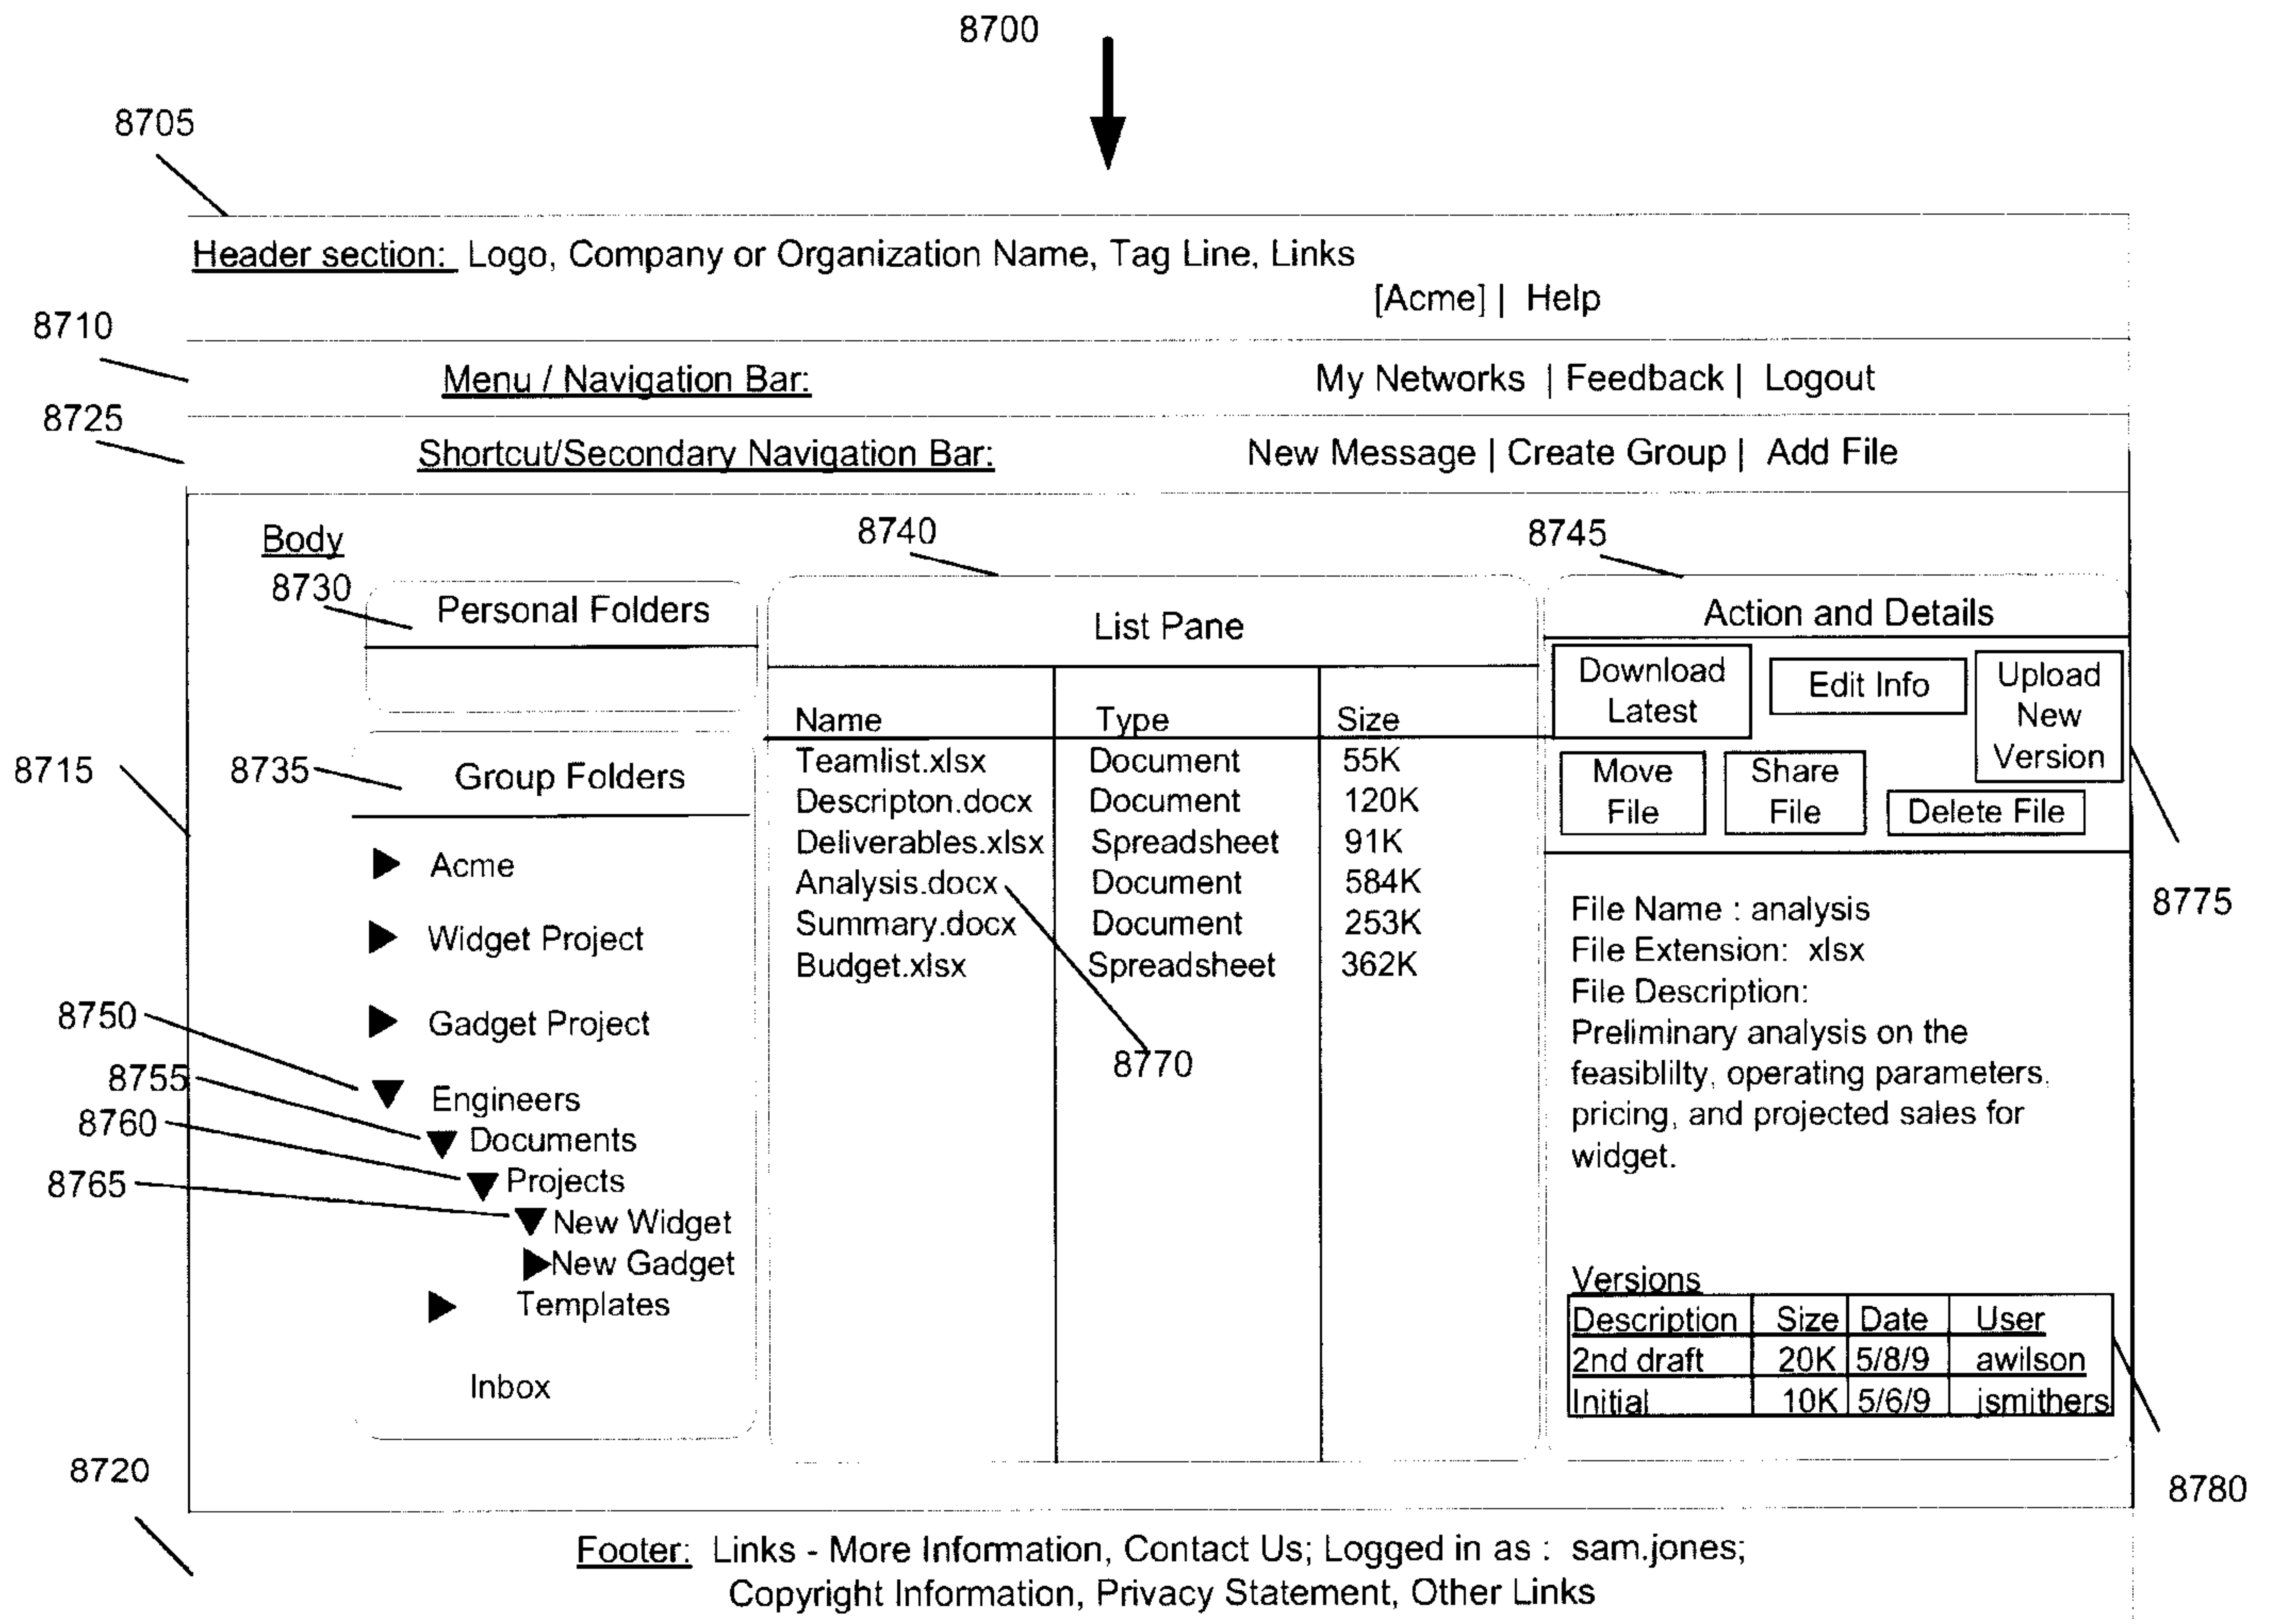 8700
8705
Header section: Logo, Company or Organization Name, Tag Line, Links
[Acme] | Help
8710
Menu / Navigation Bar: My Networks | Feedback | Logout
8725
Shortcut/Secondary Navigation Bar: New Message | Create Group | Add File
Body
8730
Personal Folders
8715
8735
Group Folders
Acme
Widget Project
Gadget Project
8750
Engineers
8755
Documents
8760
Projects
8765
New Widget
New Gadget
Templates
Inbox
8740
List Pane
Name Type Size
Teamlist.xlsx Document 55K
Descripton.docx Document 120K
Deliverables.xlsx Spreadsheet 91K
Analysis.docx Document 584K
Summary.docx Document 253K
Budget.xlsx Spreadsheet 362K
8770
8745
Action and Details
Download
Latest
Edit Info
Upload
New
Version
Move
File
Share
File
Delete File
8775
File Name : analysis
File Extension: xlsx
File Description:
Preliminary analysis on the
feasiblilty, operating parameters,
pricing, and projected sales for
widget.
Versions
Description Size Date User
2nd draft 20K 5/8/9 awilson
Initial 10K 5/6/9 jsmithers
8780
8720
Footer: Links - More Information, Contact Us; Logged in as : sam.jones;
Copyright Information, Privacy Statement, Other Links